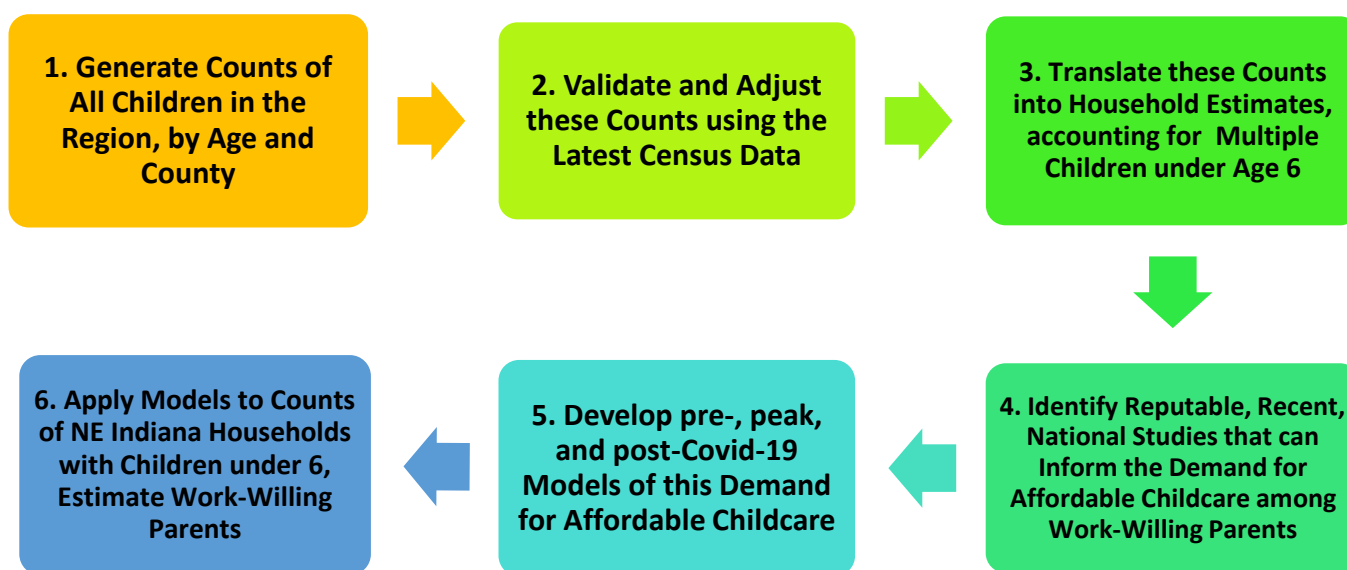 1. Generate Counts of
All Children in the
Region, by Age and
County
2. Validate and Adjust
these Counts using the
Latest Census Data
3. Translate these Counts
into Household Estimates,
accounting for Multiple
Children under Age 6
4. Identify Reputable, Recent,
National Studies that can
Inform the Demand for
Affordable Childcare among
Work-Willing Parents
5. Develop pre-, peak,
and post-Covid-19
Models of this Demand
for Affordable Childcare
6. Apply Models to Counts
of NE Indiana Households
with Children under 6,
Estimate Work-Willing
Parents